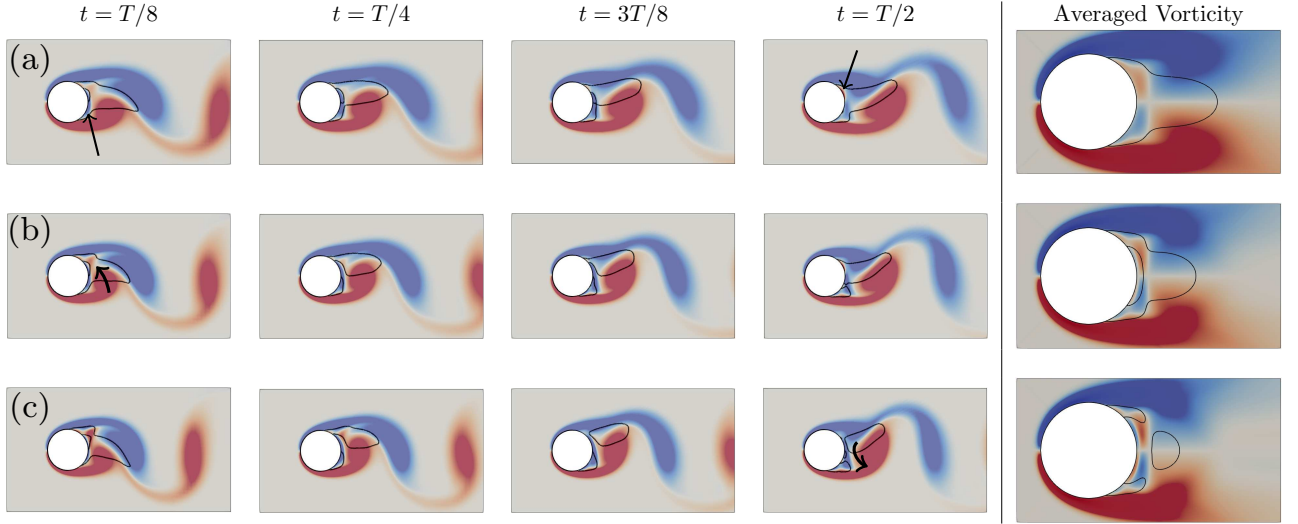 t = T/8 t = T/4 t = 3T/8 t = T/2 Averaged Vorticity
(a)
(b)
(c)